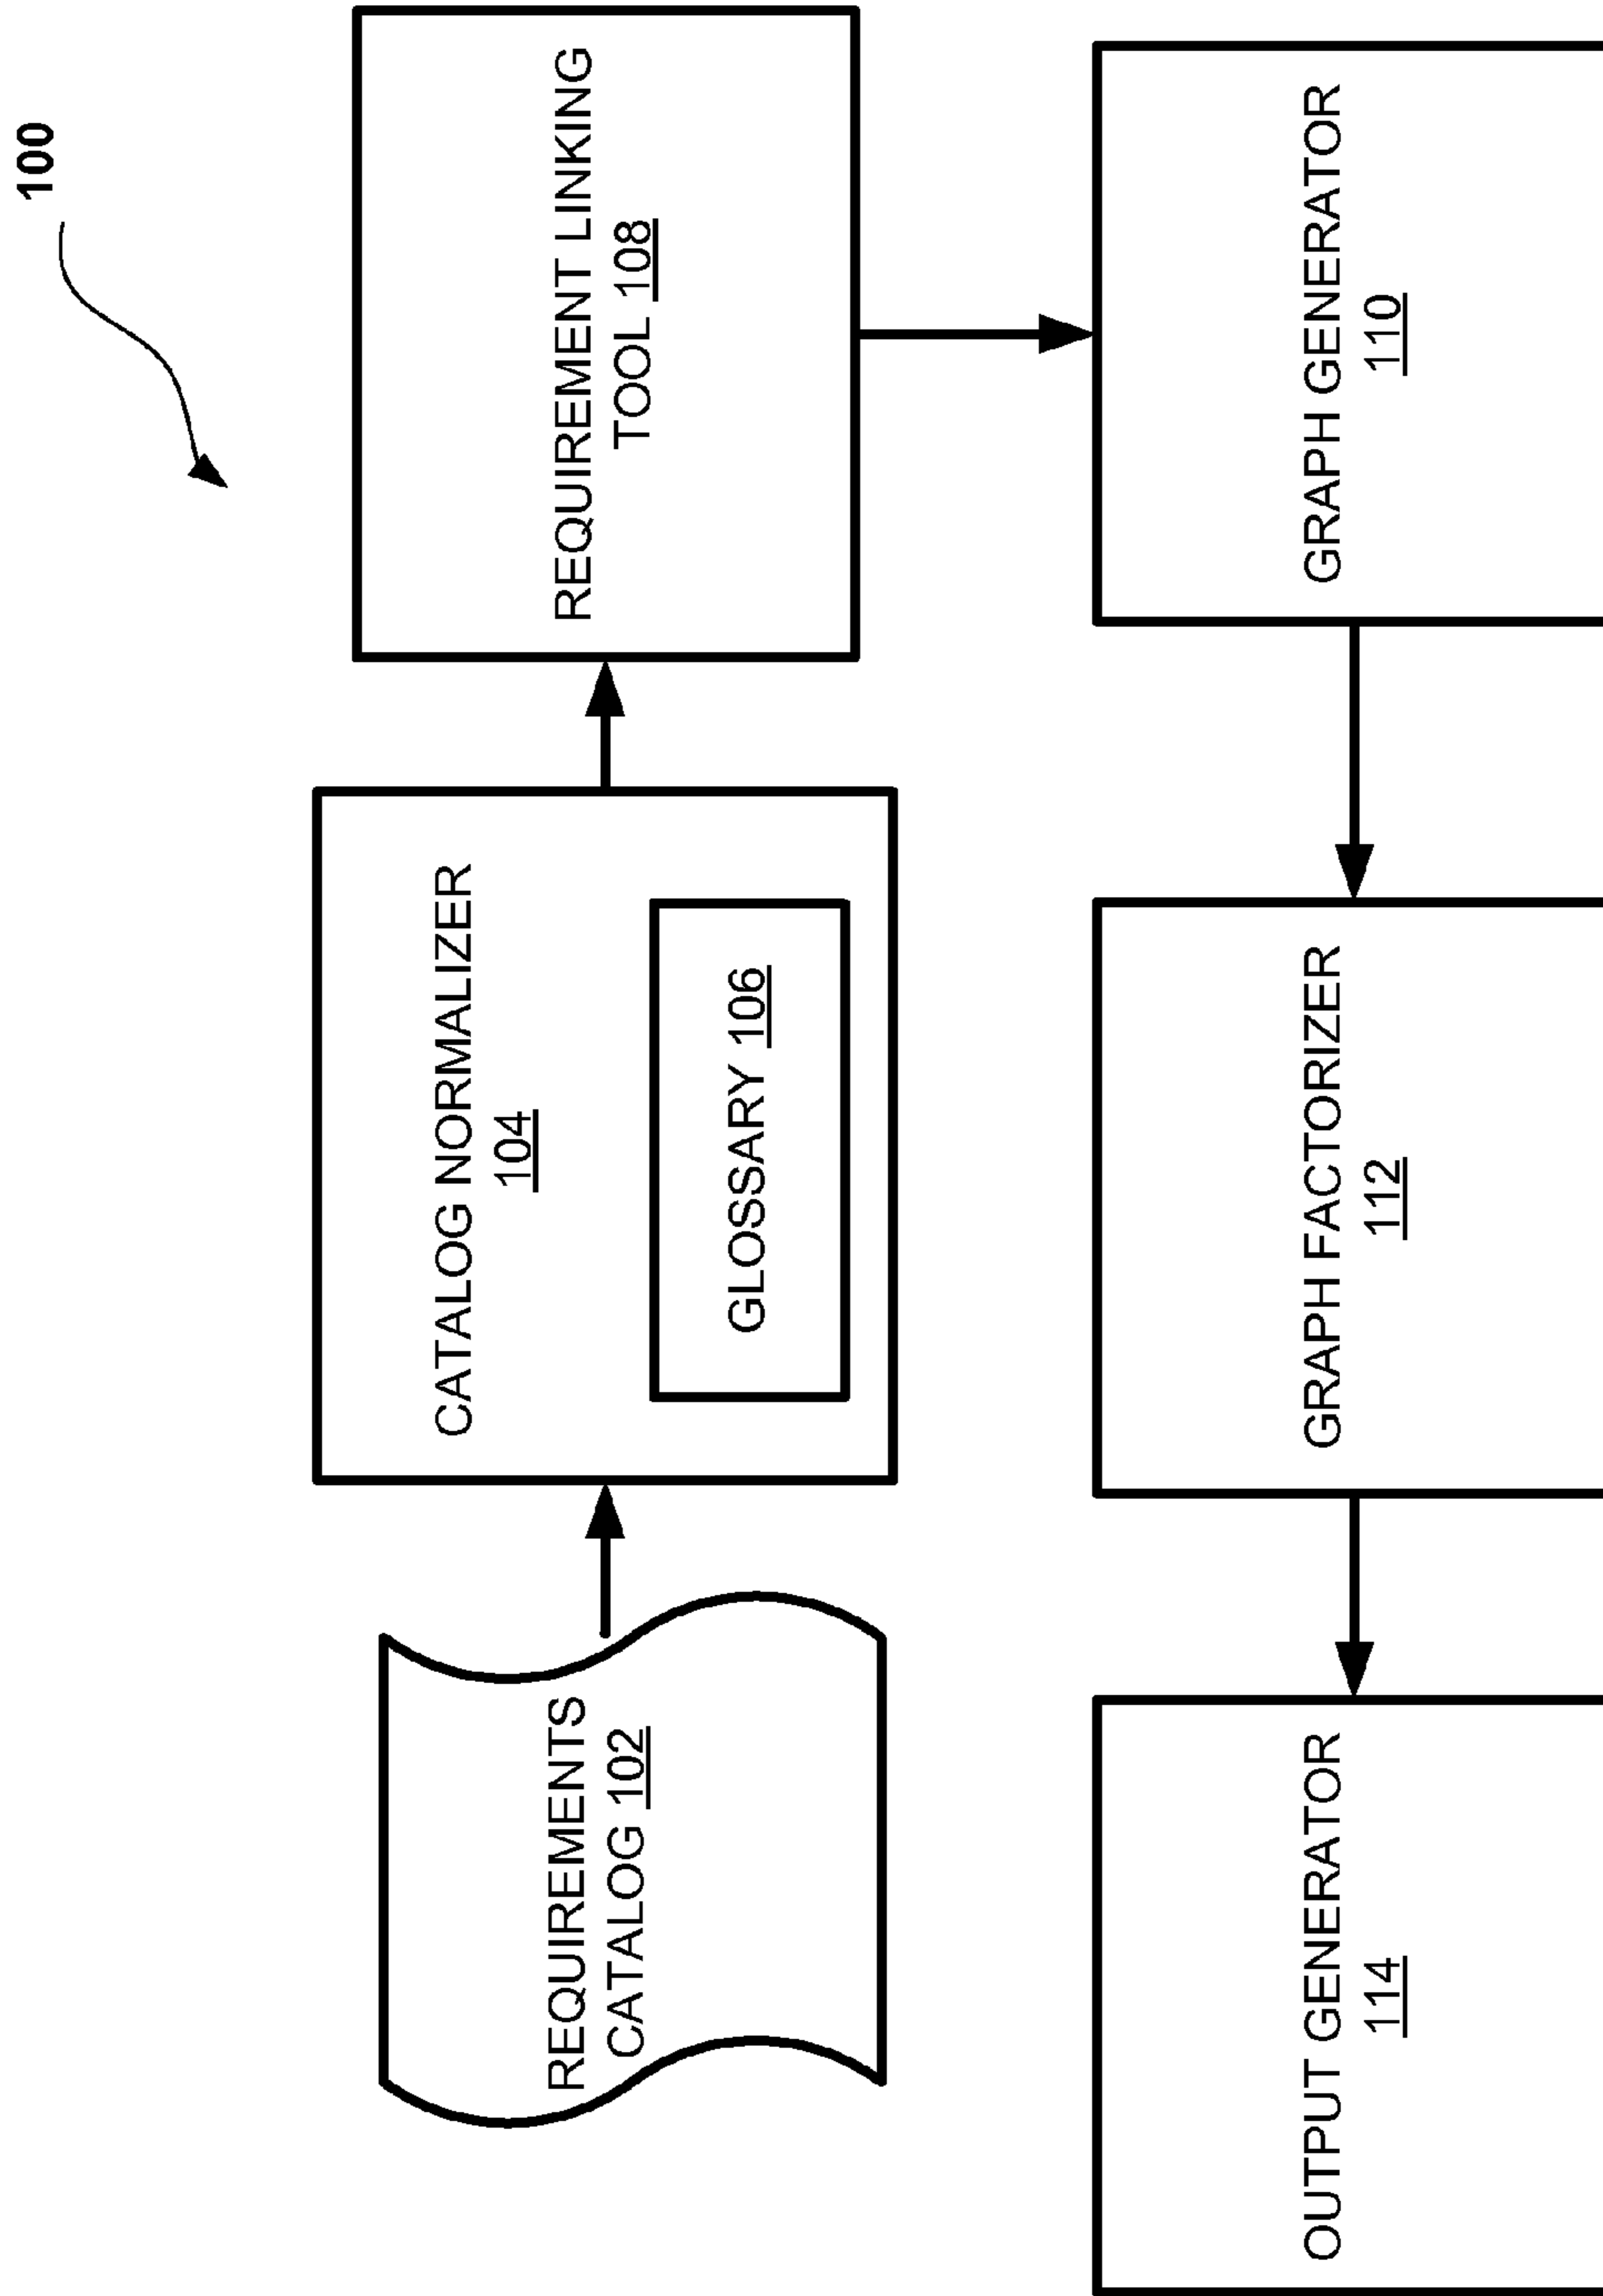 100
REQUIREMENTS
CATALOG 102
CATALOG NORMALIZER
104
GLOSSARY 106
REQUIREMENT LINKING
TOOL 108
GRAPH GENERATOR
110
GRAPH FACTORIZER
112
OUTPUT GENERATOR
114